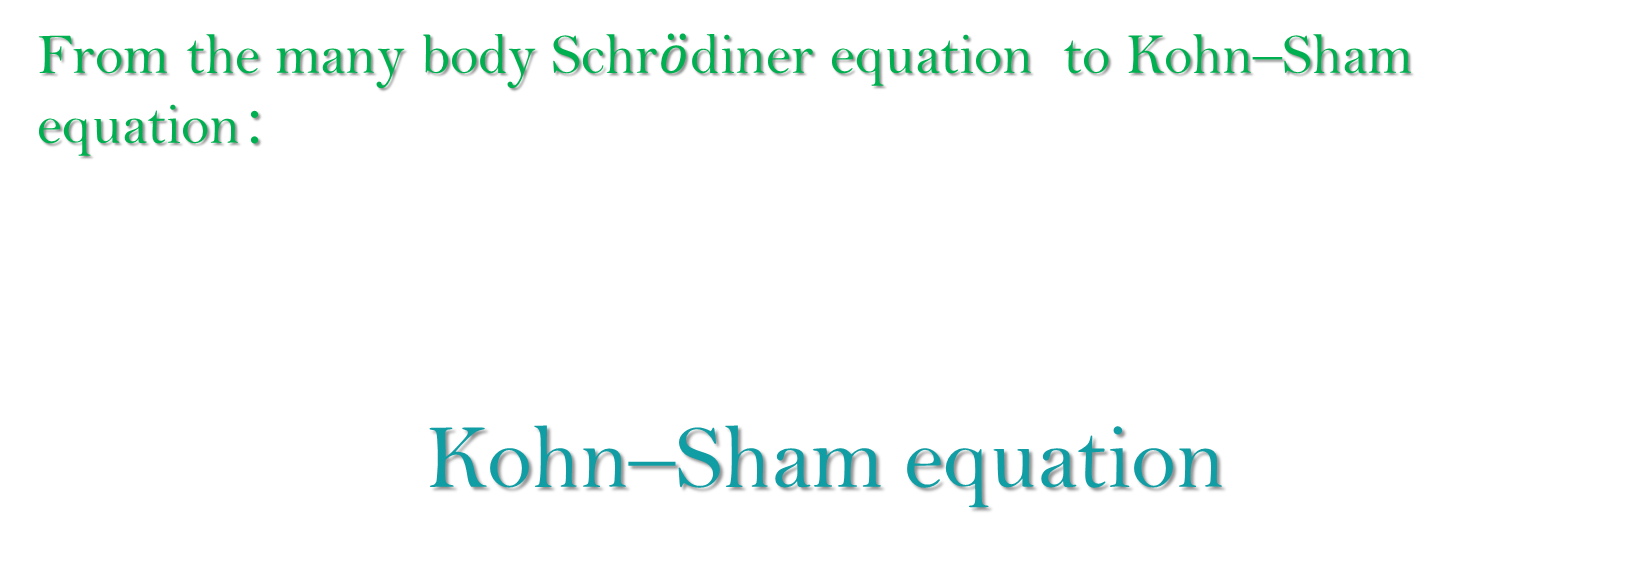 From the many body Schrödiner equation  to Kohn–Sham
equation：
Kohn–Sham equation